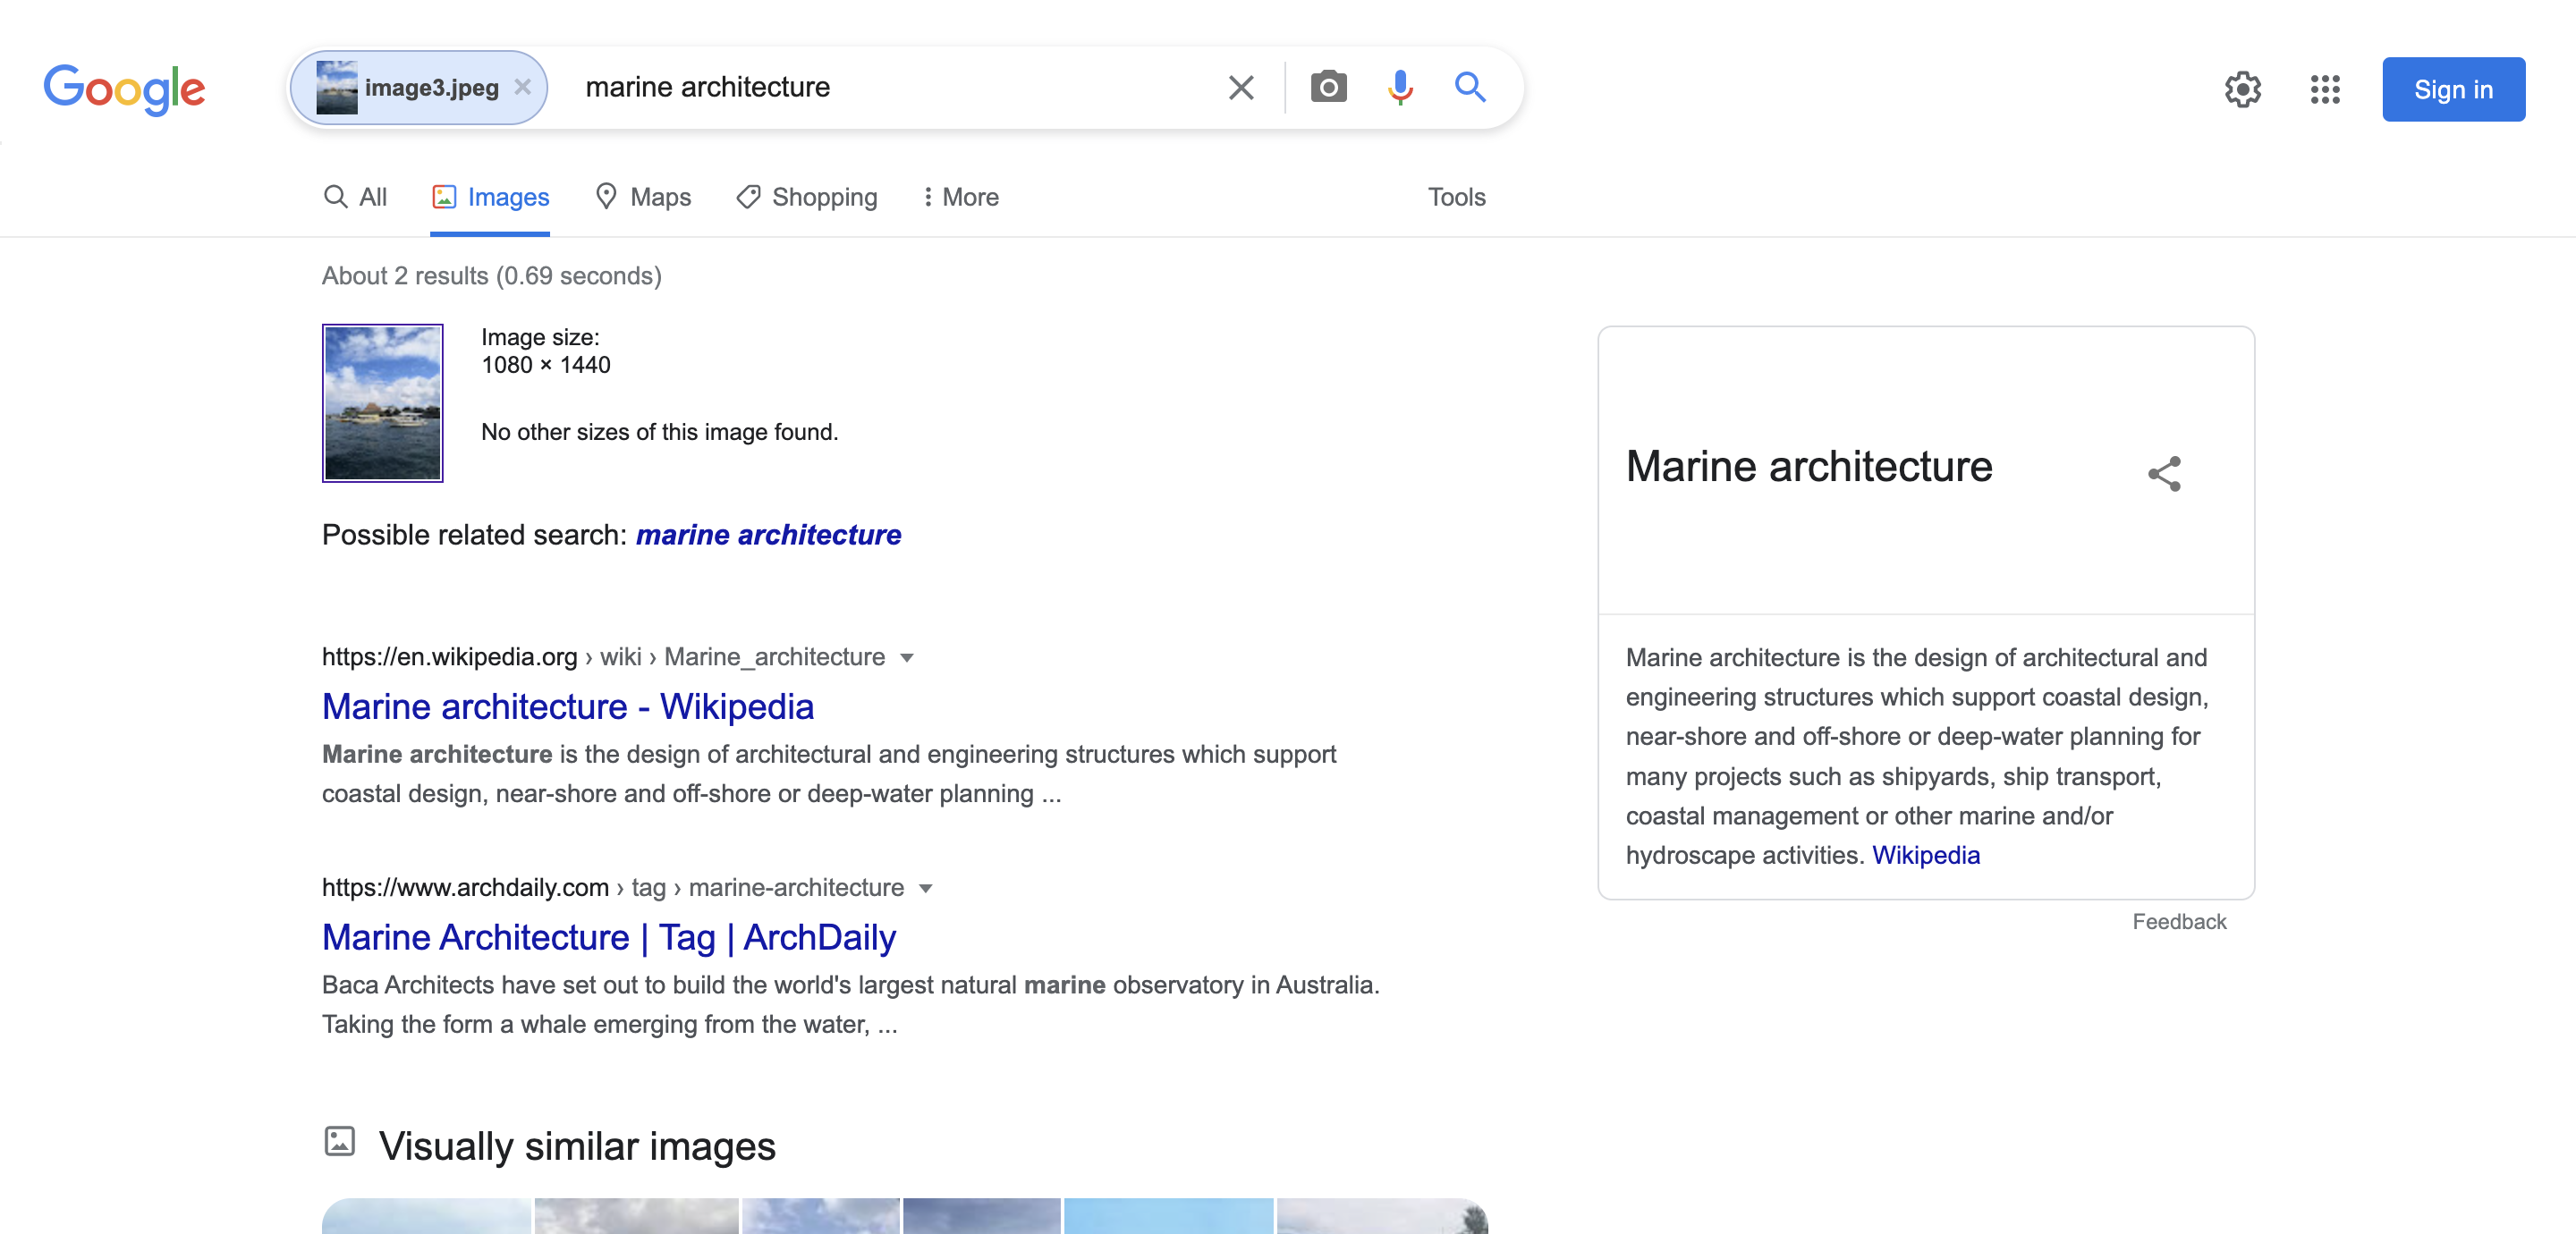 Google
image3.jpeg
marine architecture
Sign in
All
Images
Maps
Shopping
More
Tools
About 2 results (0.69 seconds)
Image size:
1080 × 1440
No other sizes of this image found.
Possible related search: marine architecture
https://en.wikipedia.org › wiki › Marine_architecture
Marine architecture - Wikipedia
Marine architecture is the design of architectural and engineering structures which support
coastal design, near-shore and off-shore or deep-water planning ...
https://www.archdaily.com › tag › marine-architecture
Marine Architecture | Tag | ArchDaily
Baca Architects have set out to build the world's largest natural marine observatory in Australia.
Taking the form a whale emerging from the water, ...
Visually similar images
Marine architecture
Marine architecture is the design of architectural and
engineering structures which support coastal design,
near-shore and off-shore or deep-water planning for
many projects such as shipyards, ship transport,
coastal management or other marine and/or
hydroscape activities. Wikipedia
Feedback